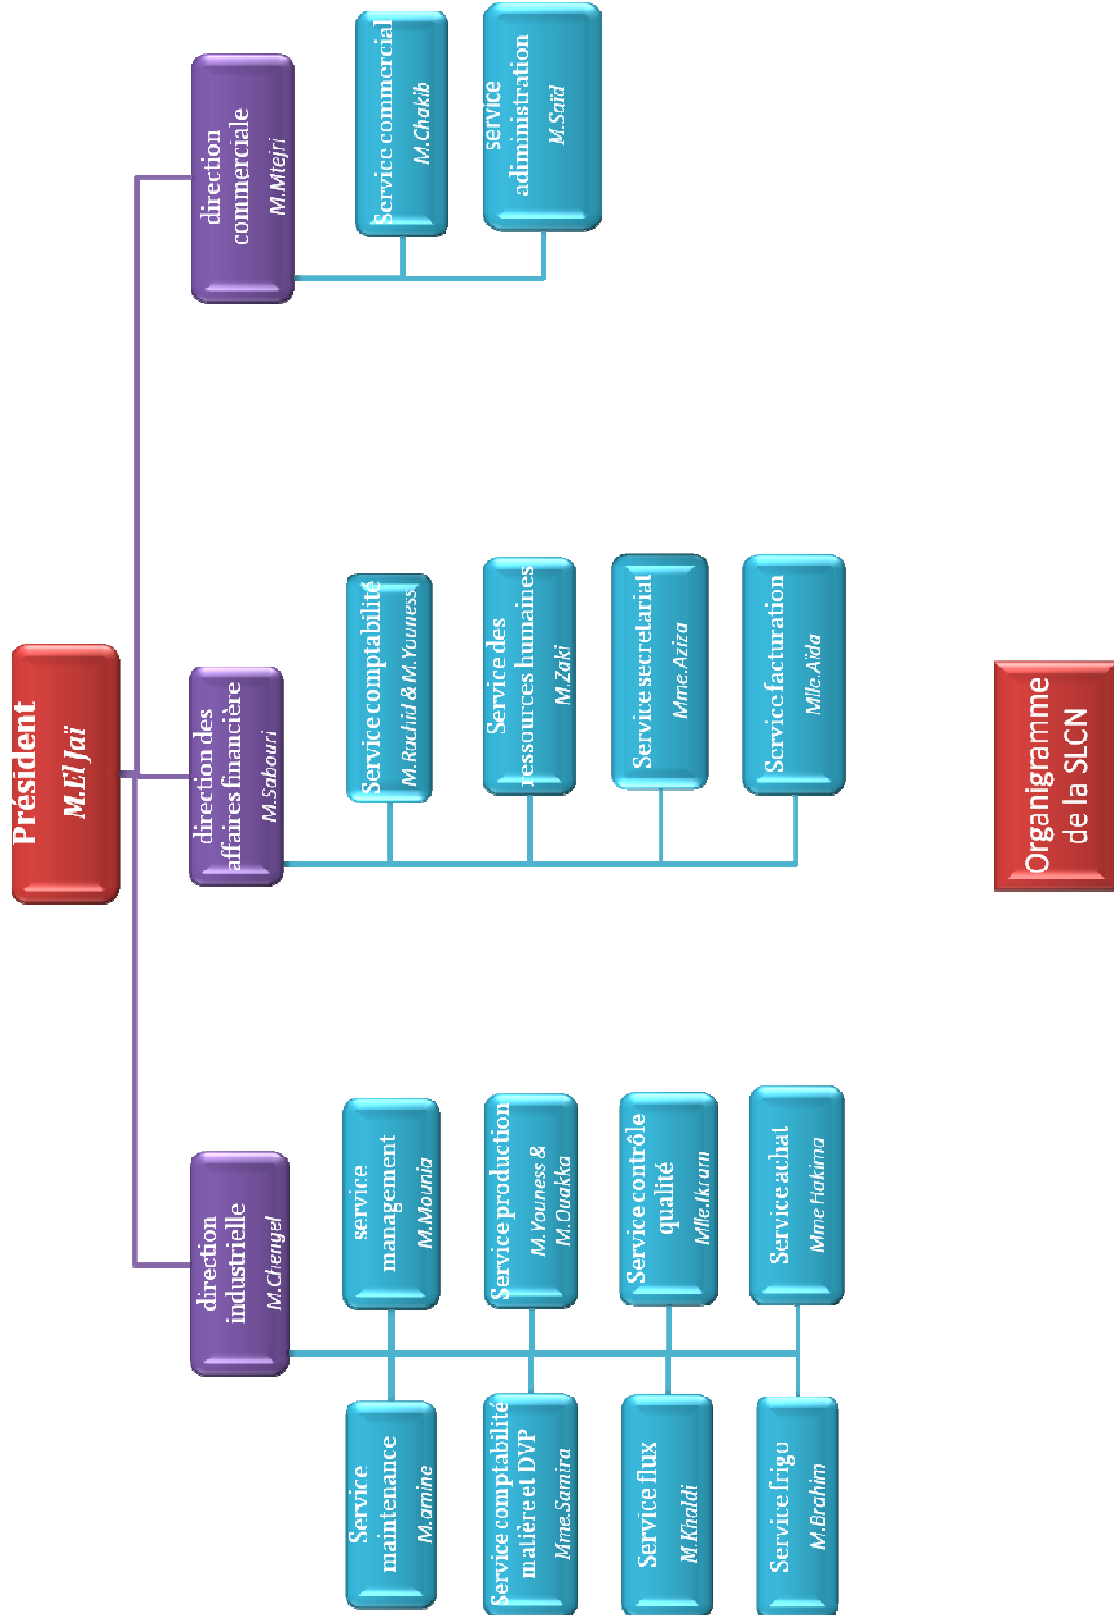 Président
M.El Jaï
direction
industrielle
M.Chengel
direction des
affaires financière
M.Sabouri
direction
commerciale
M.Mtejri
Service
maintenance
M.amine
service
management
M.Mounia
Service comptabilité
matière et DVP
Mme.Samira
Service production
M.Youness &
M.Ouakka
Service flux
M.Khaldi
Service contrôle
qualité
Mlle.Ikram
Service frigo
M.Brahim
Service achat
Mme Hakima
Service comptabilité
M.Rachid & M.Youness
Service des
ressources humaines
M.Zaki
Service secretariat
Mme.Aziza
Service facturation
Mlle.Aïda
Service commercial
M.Chakib
service
adiministration
M.Saïd
Organigramme
de la SLCN